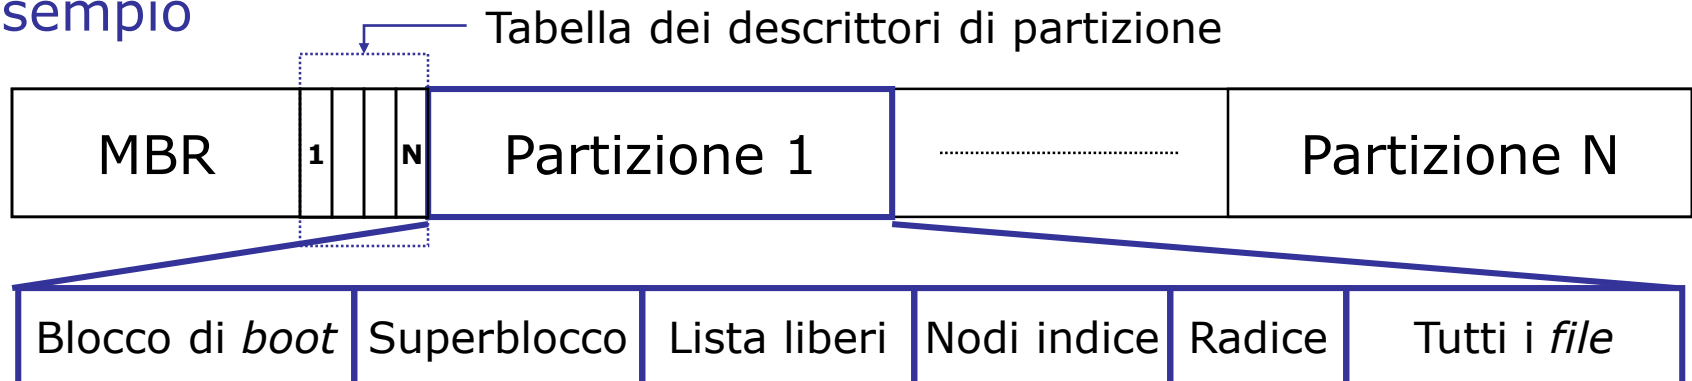 sempio
Tabella dei descrittori di partizione
MBR 1 N Partizione 1 Partizione N
Blocco di boot Superblocco Lista liberi Nodi indice Radice Tutti i file